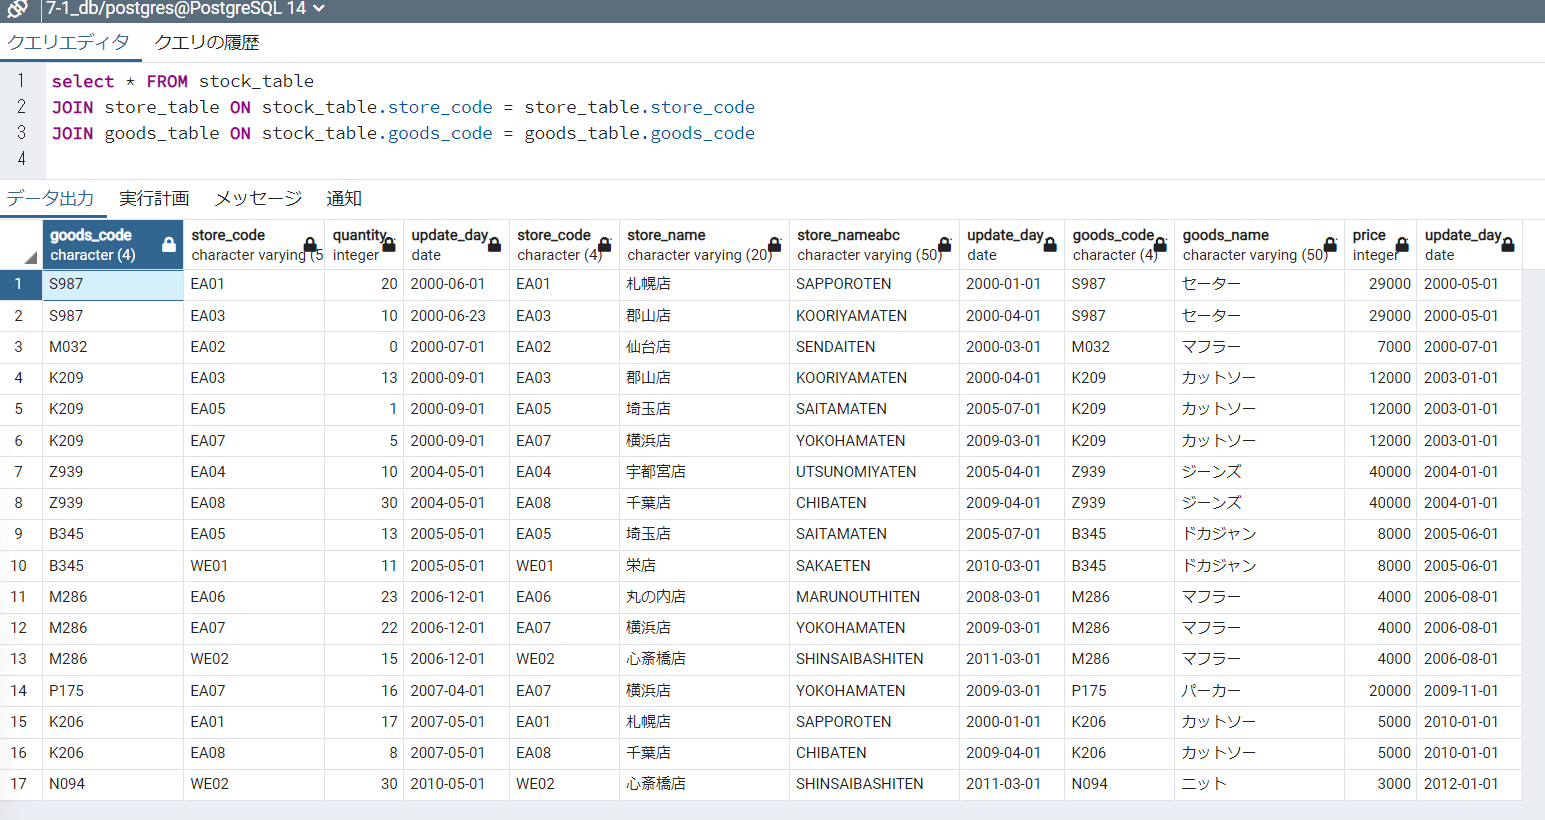 7-1_db/postgres@PostgreSQL 14
クエリエディタ クエリの履歴
1 select * FROM stock_table
2 JOIN store_table ON stock_table.store_code = store_table.store_code
3 JOIN goods_table ON stock_table.goods_code = goods_table.goods_code
4
データ出力 実行計画 メッセージ 通知
goods_code store_code quantity update_day store_code store_name store_nameabc update_day goods_code goods_name price update_day
character (4) character varying (5 integer date character (4) character varying (20) character varying (50) date character (4) character varying (50) integer date
1 S987 EA01 20 2000-06-01 EA01 札幌店 SAPPOROTEN 2000-01-01 S987 セーター 29000 2000-05-01
2 S987 EA03 10 2000-06-23 EA03 郡山店 KOORIYAMATEN 2000-04-01 S987 セーター 29000 2000-05-01
3 M032 EA02 0 2000-07-01 EA02 仙台店 SENDAITEN 2000-03-01 M032 マフラー 7000 2000-07-01
4 K209 EA03 13 2000-09-01 EA03 郡山店 KOORIYAMATEN 2000-04-01 K209 カットソー 12000 2003-01-01
5 K209 EA05 1 2000-09-01 EA05 埼玉店 SAITAMATEN 2005-07-01 K209 カットソー 12000 2003-01-01
6 K209 EA07 5 2000-09-01 EA07 横浜店 YOKOHAMATEN 2009-03-01 K209 カットソー 12000 2003-01-01
7 Z939 EA04 10 2004-05-01 EA04 宇都宮店 UTSUNOMIYATEN 2005-04-01 Z939 ジーンズ 40000 2004-01-01
8 Z939 EA08 30 2004-05-01 EA08 千葉店 CHIBATEN 2009-04-01 Z939 ジーンズ 40000 2004-01-01
9 B345 EA05 13 2005-05-01 EA05 埼玉店 SAITAMATEN 2005-07-01 B345 ドカジャン 8000 2005-06-01
10 B345 WE01 11 2005-05-01 WE01 栄店 SAKAETEN 2010-03-01 B345 ドカジャン 8000 2005-06-01
11 M286 EA06 23 2006-12-01 EA06 丸の内店 MARUNOUTHITEN 2008-03-01 M286 マフラー 4000 2006-08-01
12 M286 EA07 22 2006-12-01 EA07 横浜店 YOKOHAMATEN 2009-03-01 M286 マフラー 4000 2006-08-01
13 M286 WE02 15 2006-12-01 WE02 心斎橋店 SHINSAIBASHITEN 2011-03-01 M286 マフラー 4000 2006-08-01
14 P175 EA07 16 2007-04-01 EA07 横浜店 YOKOHAMATEN 2009-03-01 P175 パーカー 20000 2009-11-01
15 K206 EA01 17 2007-05-01 EA01 札幌店 SAPPOROTEN 2000-01-01 K206 カットソー 5000 2010-01-01
16 K206 EA08 8 2007-05-01 EA08 千葉店 CHIBATEN 2009-04-01 K206 カットソー 5000 2010-01-01
17 N094 WE02 30 2010-05-01 WE02 心斎橋店 SHINSAIBASHITEN 2011-03-01 N094 ニット 3000 2012-01-01